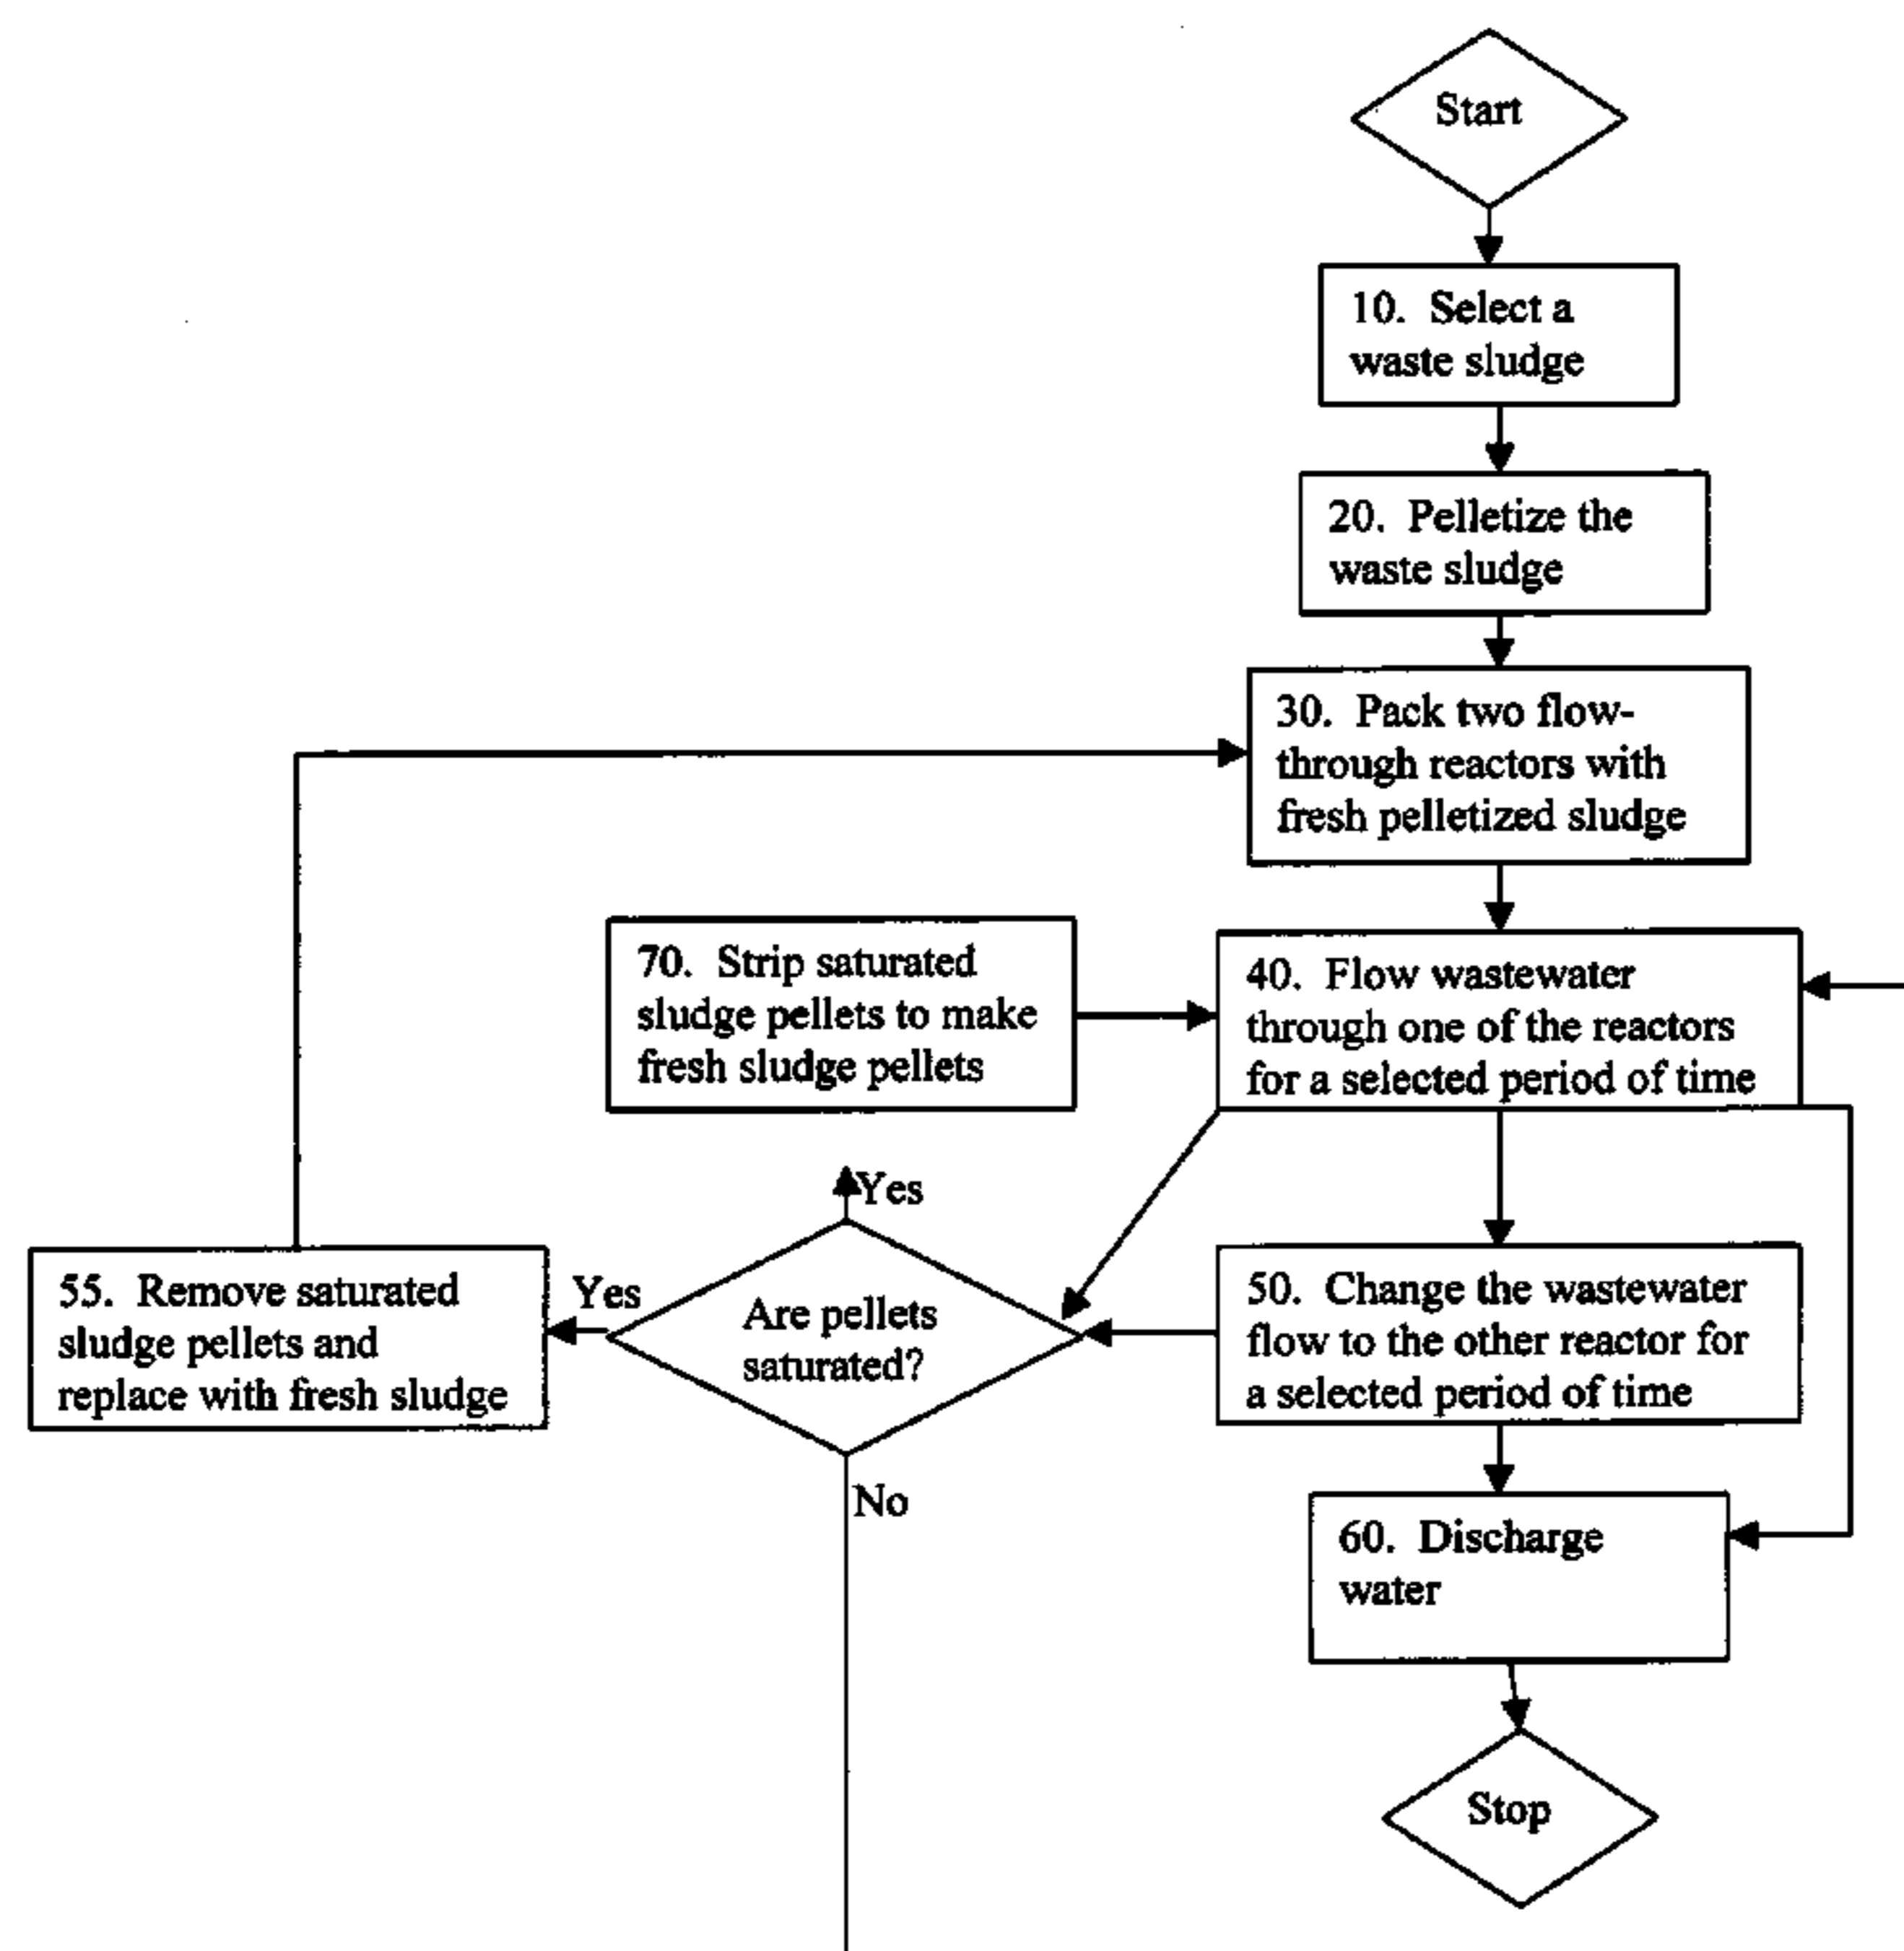 Start
10. Select a
waste sludge
20. Pelletize the
waste sludge
30. Pack two flow-
through reactors with
fresh pelletized sludge
70. Strip saturated
sludge pellets to make
fresh sludge pellets
40. Flow wastewater
through one of the reactors
for a selected period of time
Yes
55. Remove saturated
sludge pellets and
replace with fresh sludge
Yes
Are pellets
saturated?
50. Change the wastewater
flow to the other reactor for
a selected period of time
No
60. Discharge
water
Stop